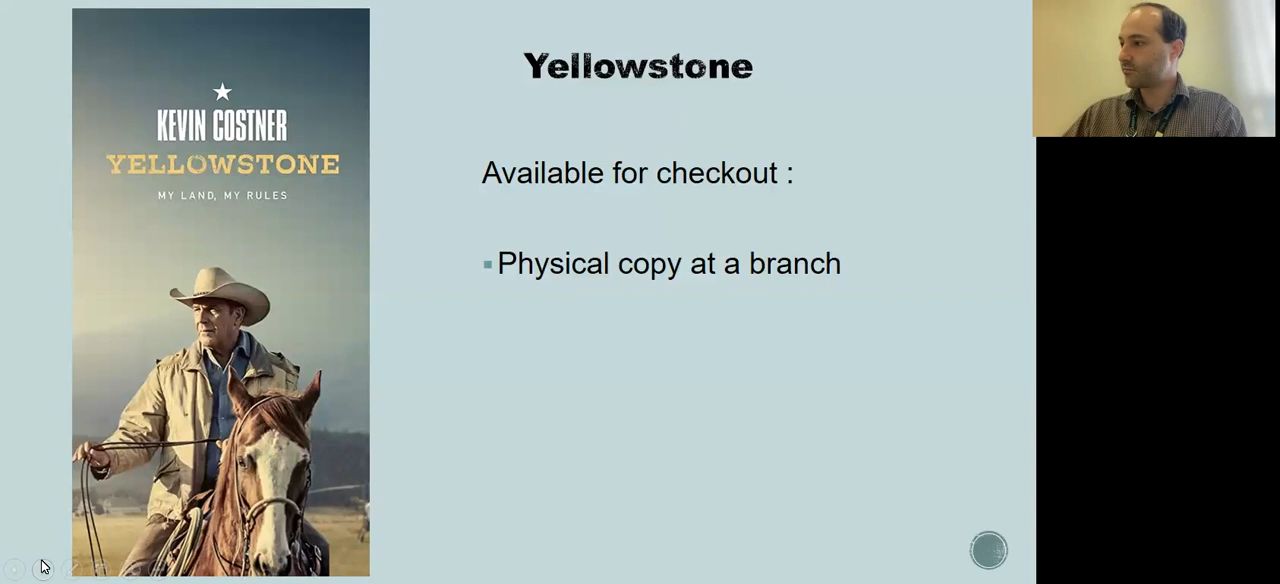 KEVIN COSTNER
YELLOWSTONE
MY LAND, MY RULES
Yellowstone
Available for checkout :
Physical copy at a branch